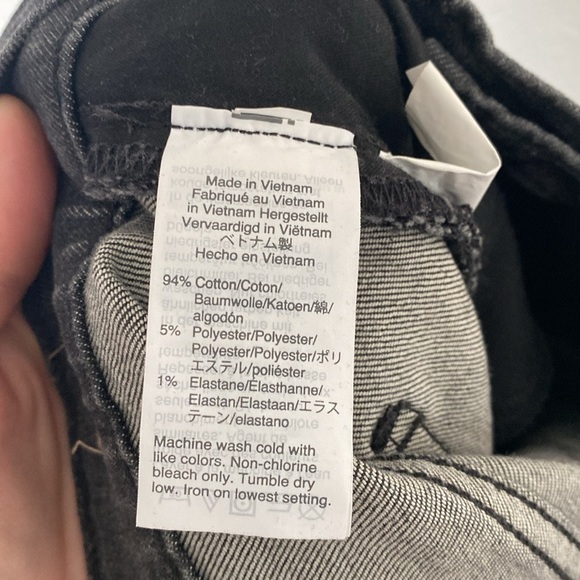 Made in Vietnam
Fabriqué au Vietnam
in Vietnam Hergestellt
Vervaardigd in Viëtnam
ベトナム製
Hecho en Vietnam
94% Cotton/Coton/
Baumwolle/Katoen/綿/
algodón
5% Polyester/Polyester/
Polyester/Polyester/ポリ
エステル/poliéster
1% Elastane/Élasthanne/
Elastan/Elastaan/エラス
テーン/elastano
Machine wash cold with
like colors. Non-chlorine
bleach only. Tumble dry
low. Iron on lowest setting.